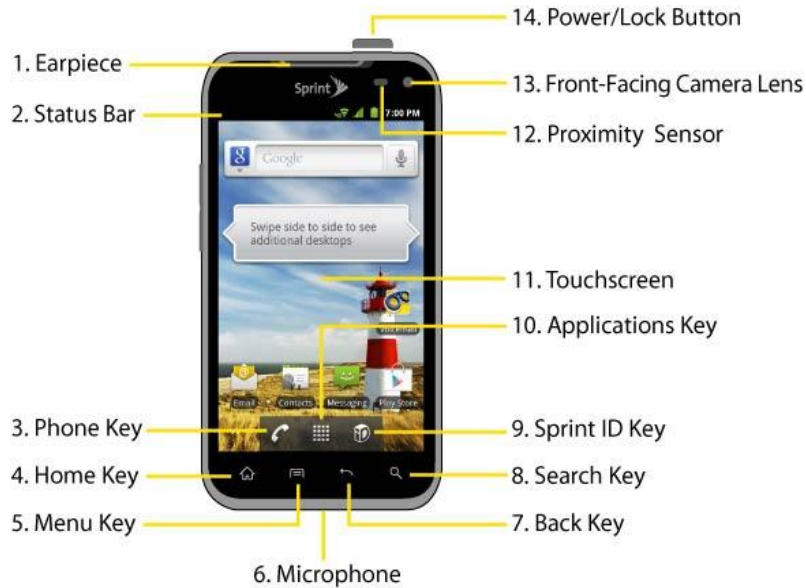 14. Power/Lock Button
1. Earpiece
13. Front-Facing Camera Lens
Sprint
2. Status Bar
7:00 PM
12. Proximity Sensor
Google
Swipe side to side to see
additional desktops
11. Touchscreen
Voicemail
10. Applications Key
Email
Contacts
Messaging
Play Store
3. Phone Key
9. Sprint ID Key
4. Home Key
8. Search Key
5. Menu Key
7. Back Key
6. Microphone